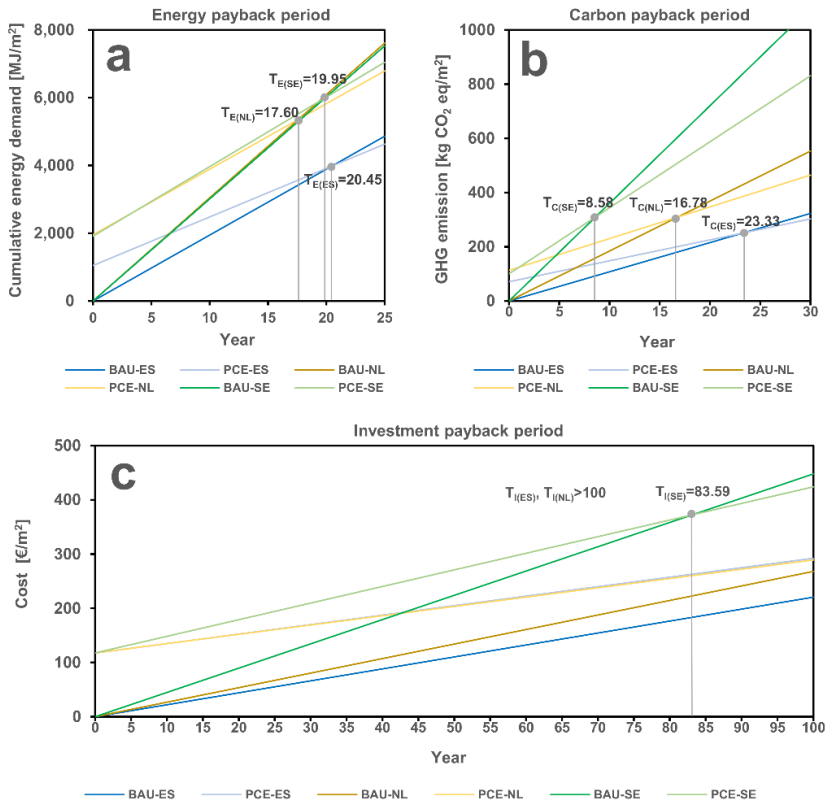 Energy payback period
a
Cumulative energy demand [MJ/m²]
8,000
6,000
4,000
2,000
0
T_E(SE)=19.95
T_E(NL)=17.60
T_E(ES)=20.45
0 5 10 15 20 25
Year
BAU-ES PCE-ES BAU-NL
PCE-NL BAU-SE PCE-SE
Carbon payback period
b
GHG emission [kg CO₂ eq/m²]
1000
800
600
400
200
0
T_C(SE)=8.58
T_C(NL)=16.78
T_C(ES)=23.33
0 5 10 15 20 25 30
Year
BAU-ES PCE-ES BAU-NL
PCE-NL BAU-SE PCE-SE
Investment payback period
c
Cost [€/m²]
500
400
300
200
100
0
T_I(ES), T_I(NL)>100
T_I(SE)=83.59
0 5 10 15 20 25 30 35 40 45 50 55 60 65 70 75 80 85 90 95 100
Year
BAU-ES PCE-ES BAU-NL PCE-NL BAU-SE PCE-SE